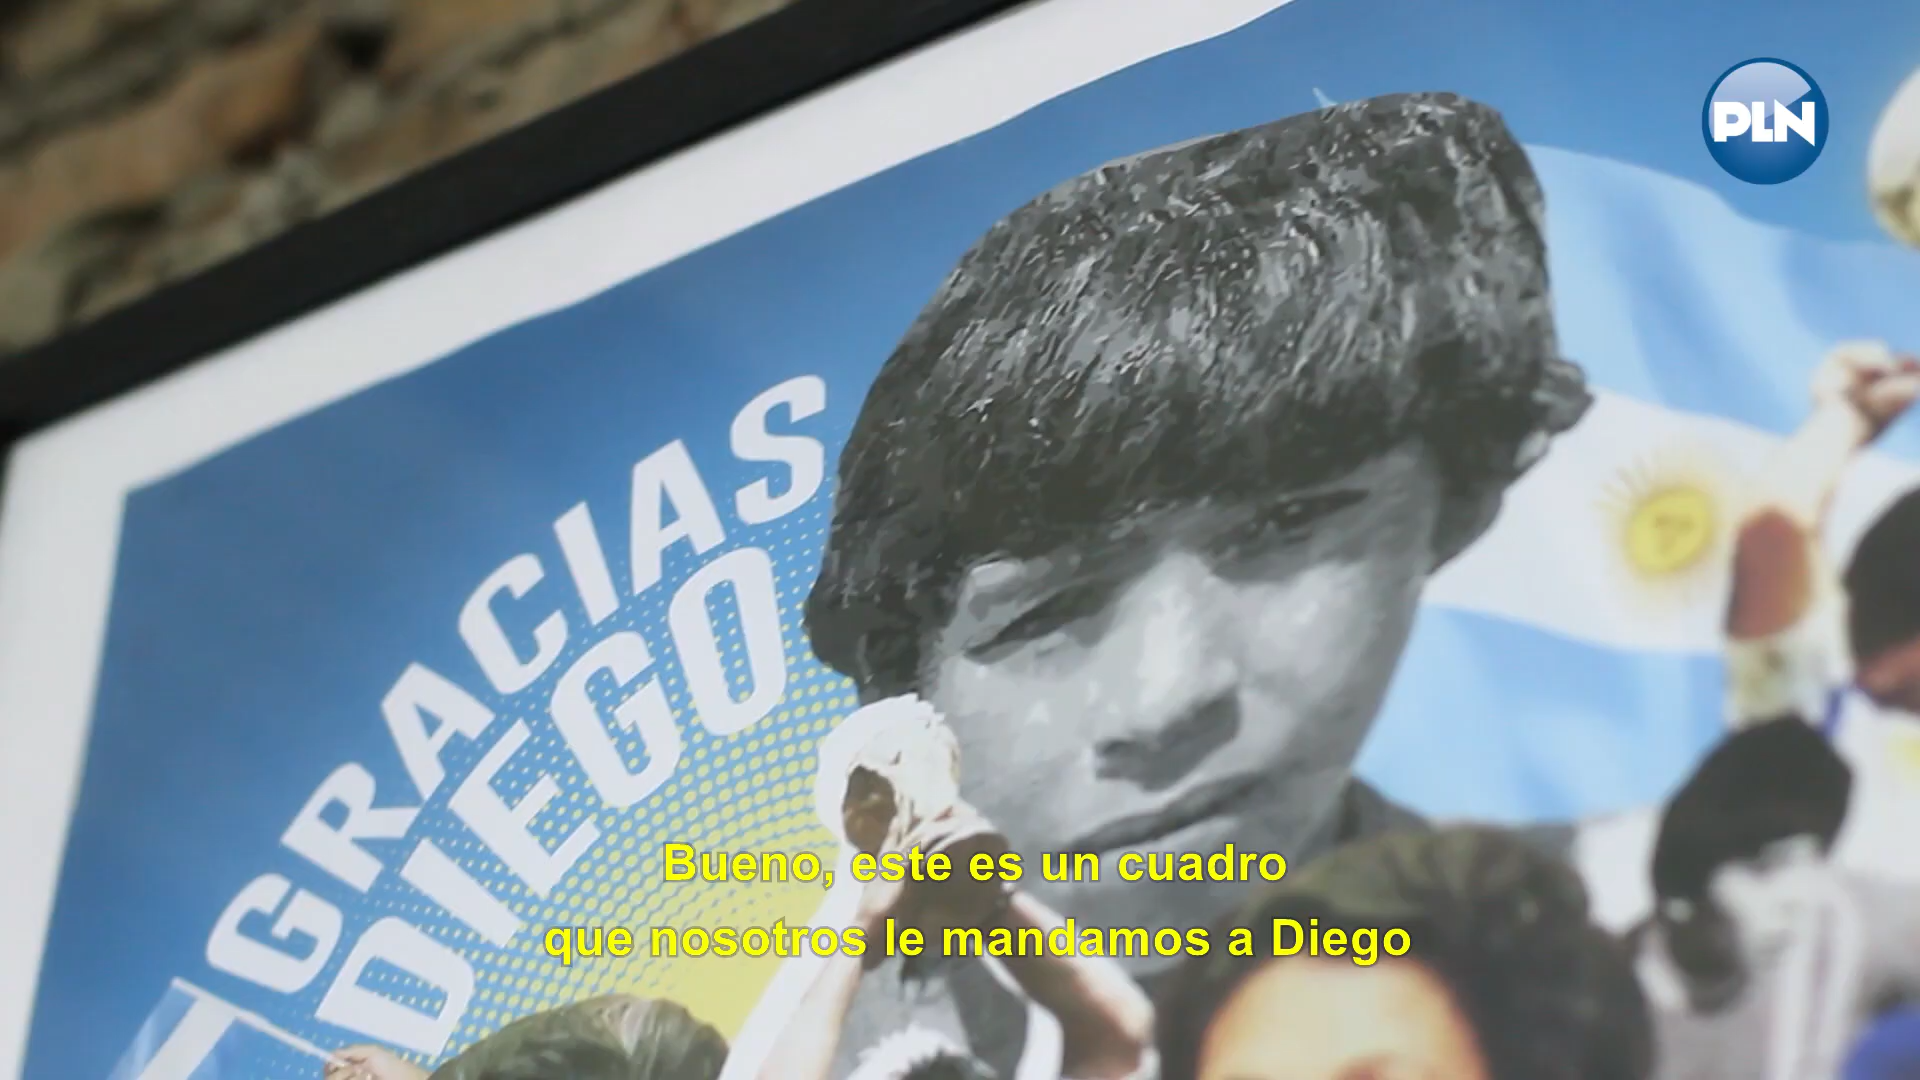 PLN
GRACIAS
DIEGO
Bueno, este es un cuadro
que nosotros le mandamos a Diego